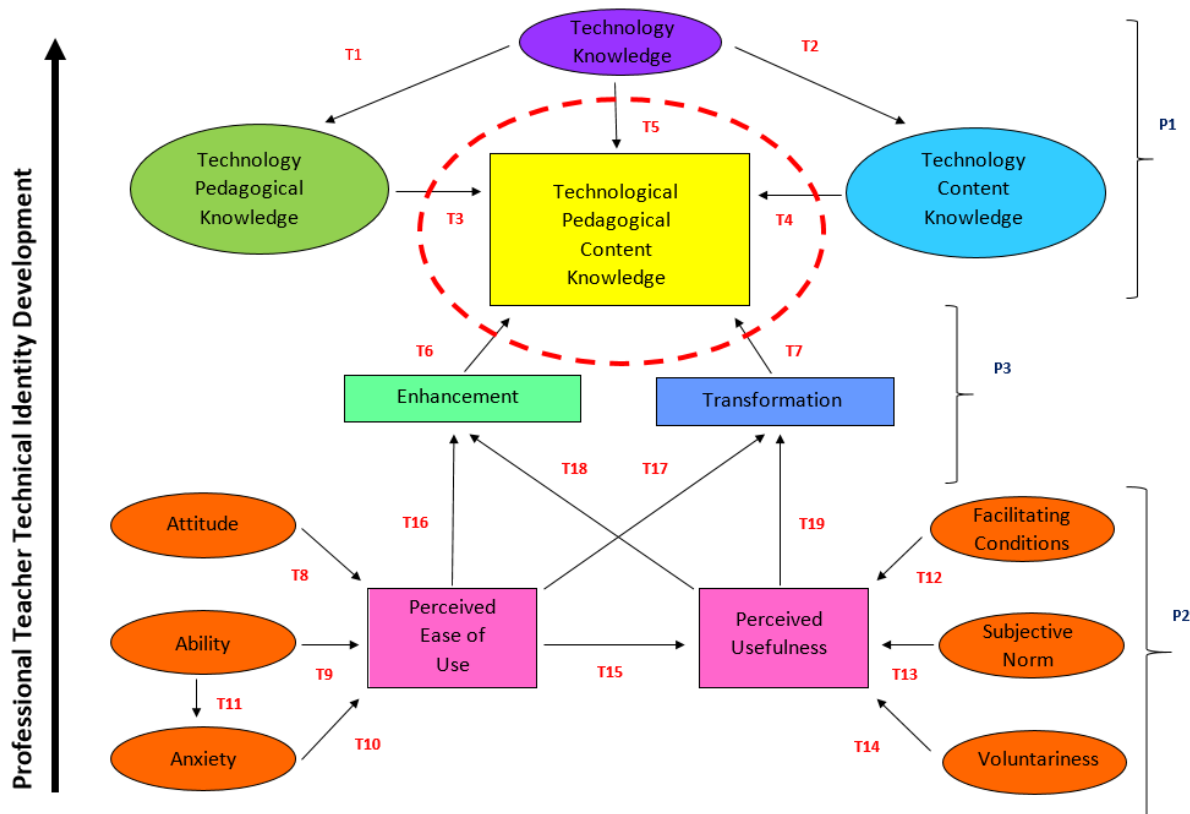 Professional Teacher Technical Identity Development
Technology
Knowledge
T1
T2
T5
P1
Technology
Pedagogical
Knowledge
T3
Technological
Pedagogical
Content
Knowledge
T4
Technology
Content
Knowledge
T6
T7
P3
Enhancement
Transformation
T18
T17
T16
T19
Attitude
Facilitating
Conditions
T8
T12
Perceived
Ease of
Use
Perceived
Usefulness
P2
Ability
Subjective
Norm
T9
T15
T13
T11
T10
T14
Anxiety
Voluntariness